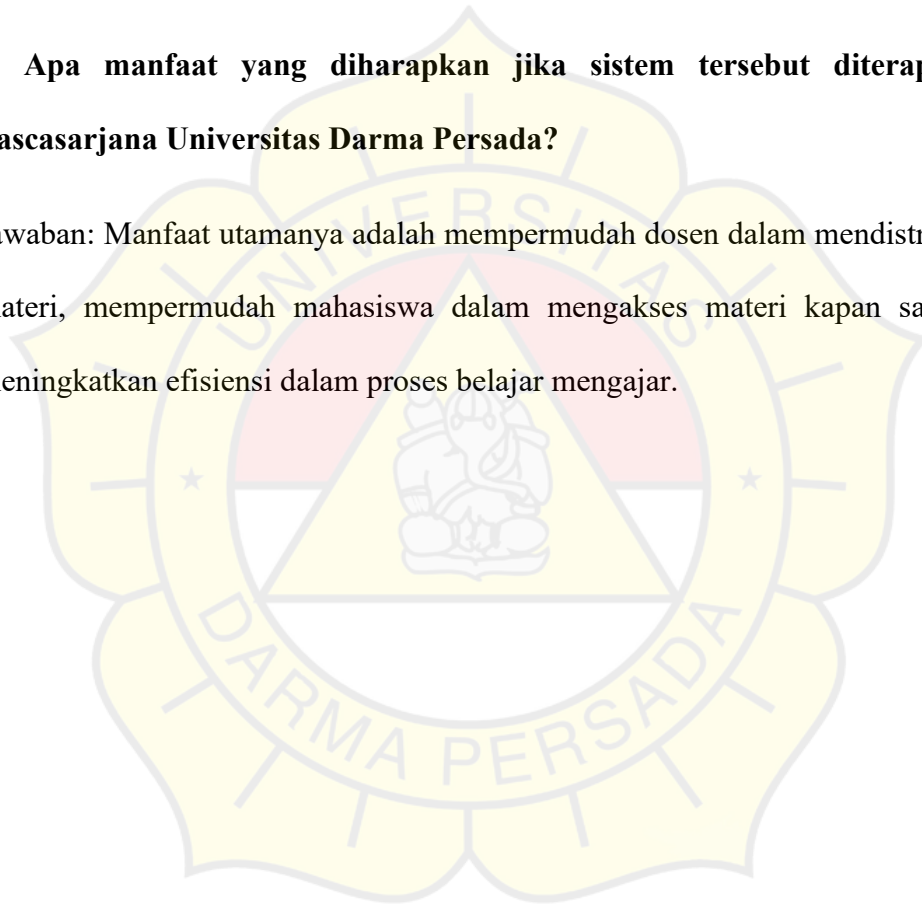 Apa manfaat yang diharapkan jika sistem tersebut diterap
ascasarjana Universitas Darma Persada?
awaban: Manfaat utamanya adalah mempermudah dosen dalam mendistr
ateri, mempermudah mahasiswa dalam mengakses materi kapan sa
eningkatkan efisiensi dalam proses belajar mengajar.
UNIVERSITAS
DARMA PERSADA